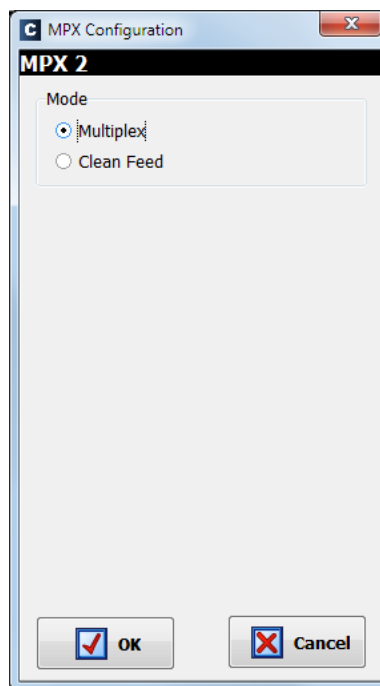 C MPX Configuration
x
MPX 2
Mode
Multiplex
Clean Feed
OK
Cancel